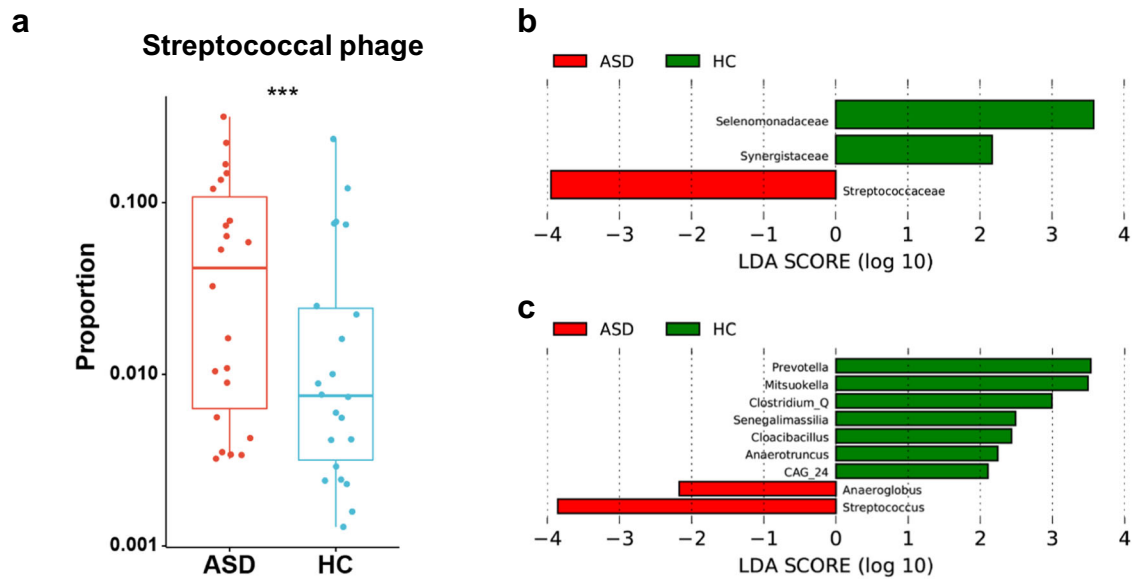 a
Streptococcal phage
***
0.100
0.010
0.001
Proportion
ASD
HC
b
ASD HC
Selenomonadaceae
Synergistaceae
Streptococcaceae
−4 −3 −2 −1 0 1 2 3 4
LDA SCORE (log 10)
c
ASD HC
Prevotella
Mitsuokella
Clostridium_Q
Senegalimassilia
Cloacibacillus
Anaerotruncus
CAG_24
Anaeroglobus
Streptococcus
−4 −3 −2 −1 0 1 2 3 4
LDA SCORE (log 10)